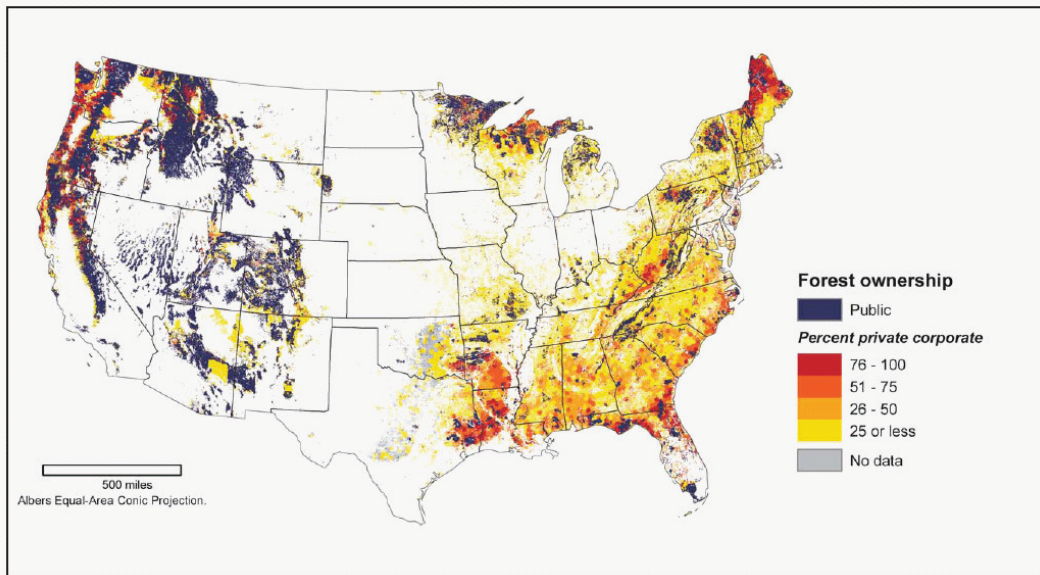 Forest ownership
Public
Percent private corporate
76 - 100
51 - 75
26 - 50
25 or less
No data
500 miles
Albers Equal-Area Conic Projection.